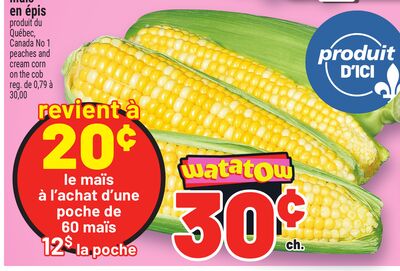 maïs
en épis
produit du
Québec,
Canada No 1
peaches and
cream corn
on the cob
reg. de 0,79 à
30,00
produit
D'ICI
revient à
20¢
le maïs
à l'achat d'une
poche de
60 maïs
12$ la poche
watatow
30¢
ch.